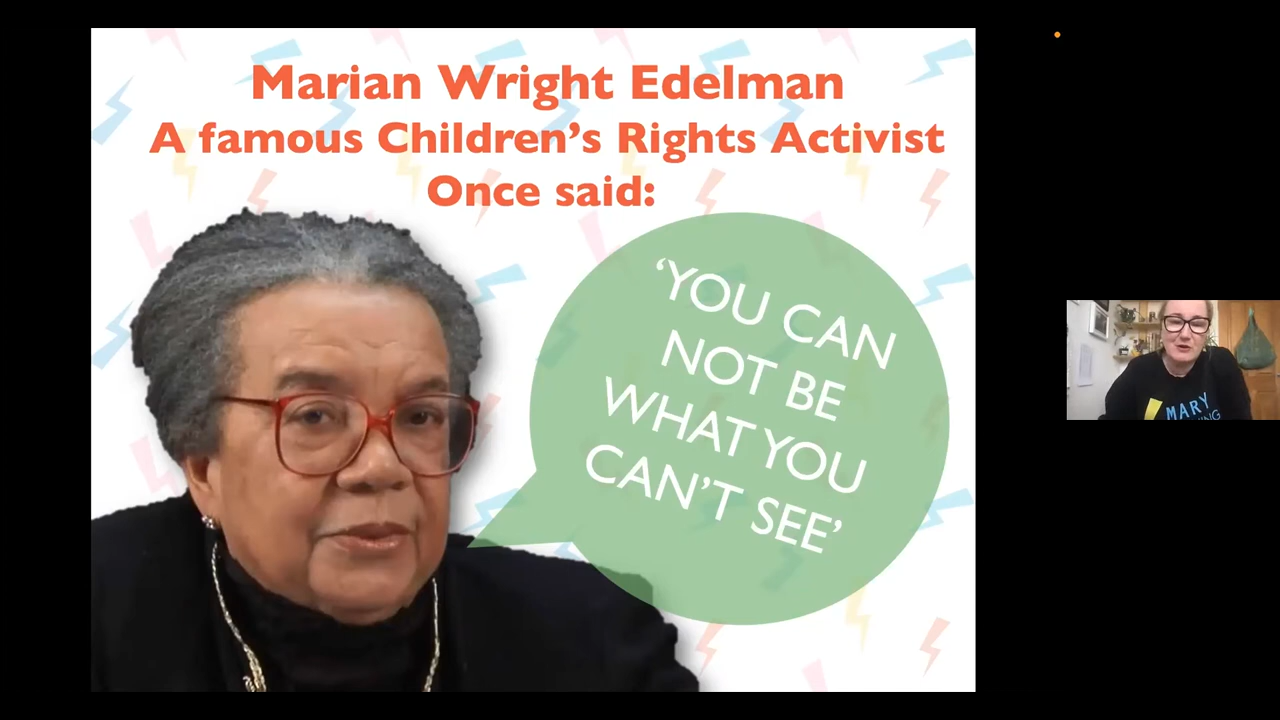 Marian Wright Edelman
A famous Children’s Rights Activist
Once said:
‘YOU CAN
NOT BE
WHAT YOU
CAN’T SEE’
MARY